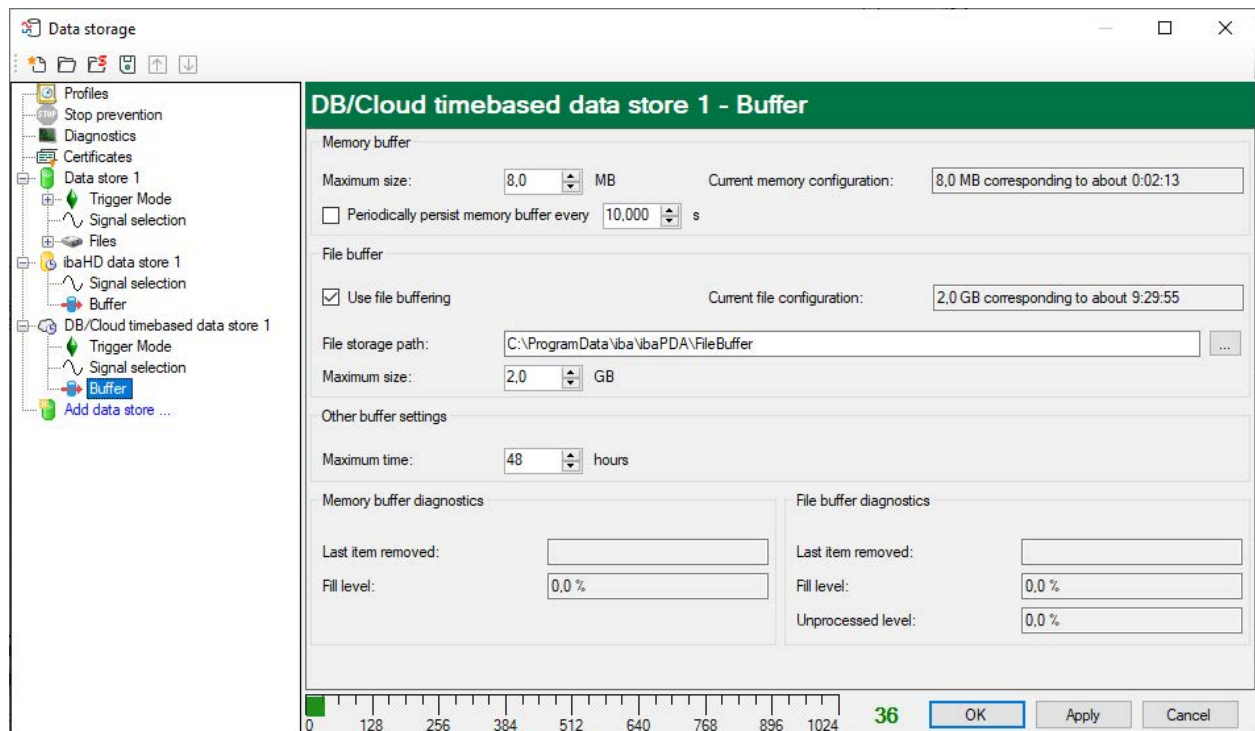 Data storage
Profiles
STOP Stop prevention
Diagnostics
Certificates
Data store 1
Trigger Mode
Signal selection
Files
ibaHD data store 1
Signal selection
Buffer
DB/Cloud timebased data store 1
Trigger Mode
Signal selection
Buffer
Add data store ...
DB/Cloud timebased data store 1 - Buffer
Memory buffer
Maximum size: 8,0 MB Current memory configuration: 8,0 MB corresponding to about 0:02:13
Periodically persist memory buffer every 10,000 s
File buffer
Use file buffering Current file configuration: 2,0 GB corresponding to about 9:29:55
File storage path: C:\ProgramData\iba\ibaPDA\FileBuffer ...
Maximum size: 2,0 GB
Other buffer settings
Maximum time: 48 hours
Memory buffer diagnostics
Last item removed:
Fill level: 0,0 %
File buffer diagnostics
Last item removed:
Fill level: 0,0 %
Unprocessed level: 0,0 %
0 128 256 384 512 640 768 896 1024
36 OK Apply Cancel